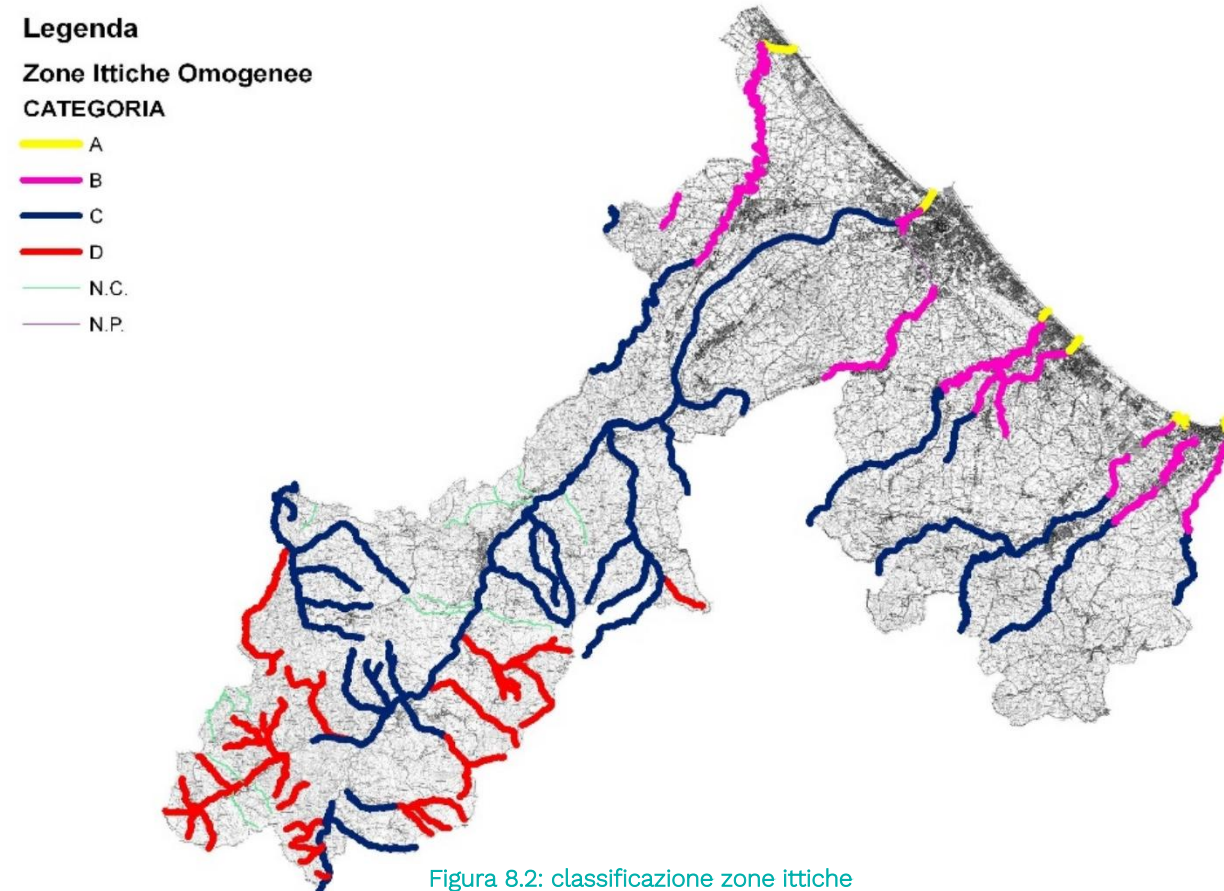 Legenda
Zone Ittiche Omogenee
CATEGORIA
A
B
C
D
N.C.
N.P.
Figura 8.2: classificazione zone ittiche